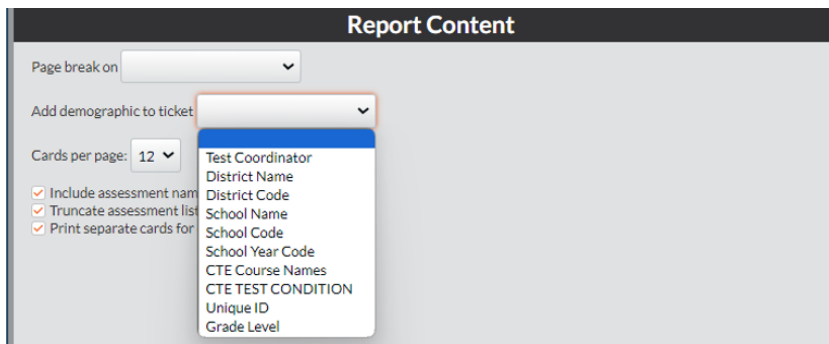 Report Content
Page break on
Add demographic to ticket
Cards per page: 12
Test Coordinator
District Name
Include assessment nam
District Code
Truncate assessment list
School Name
Print separate cards for
School Code
School Year Code
CTE Course Names
CTE TEST CONDITION
Unique ID
Grade Level